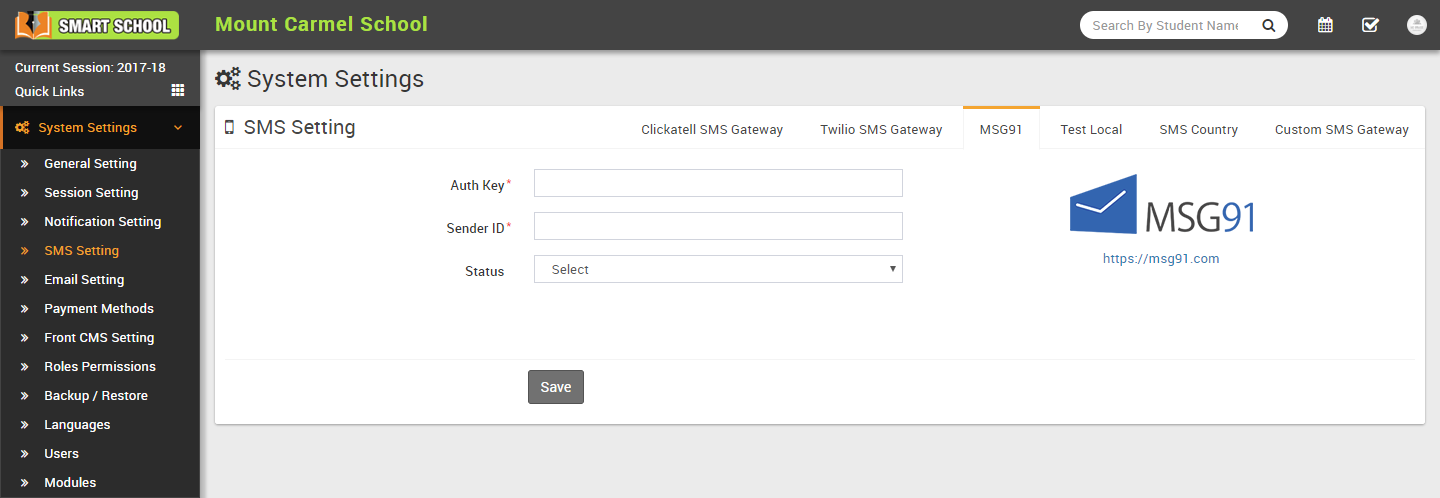 SMART SCHOOL
Mount Carmel School
Search By Student Name
Current Session: 2017-18
Quick Links
System Settings
General Setting
Session Setting
Notification Setting
SMS Setting
Email Setting
Payment Methods
Front CMS Setting
Roles Permissions
Backup / Restore
Languages
Users
Modules
System Settings
SMS Setting
Clickatell SMS Gateway
Twilio SMS Gateway
MSG91
Test Local
SMS Country
Custom SMS Gateway
Auth Key*
Sender ID*
Status
Select
MSG91
https://msg91.com
Save